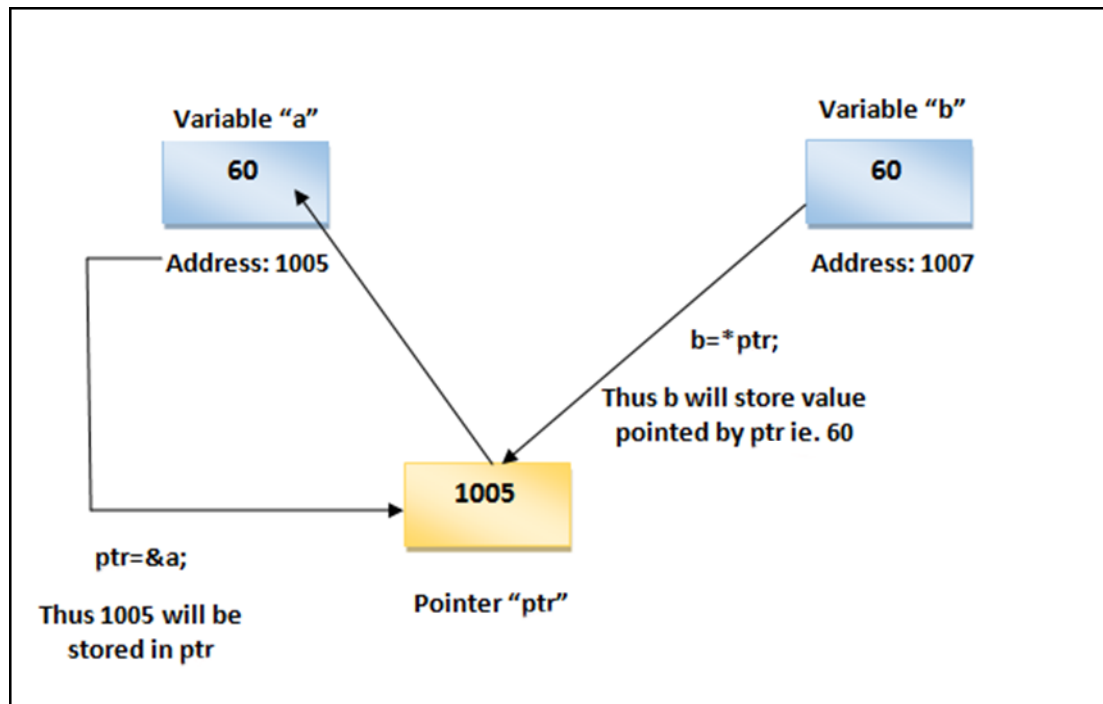 Variable “a”
60
Address: 1005
Variable “b”
60
Address: 1007
b=*ptr;
Thus b will store value
pointed by ptr ie. 60
1005
Pointer “ptr”
ptr=&a;
Thus 1005 will be
stored in ptr